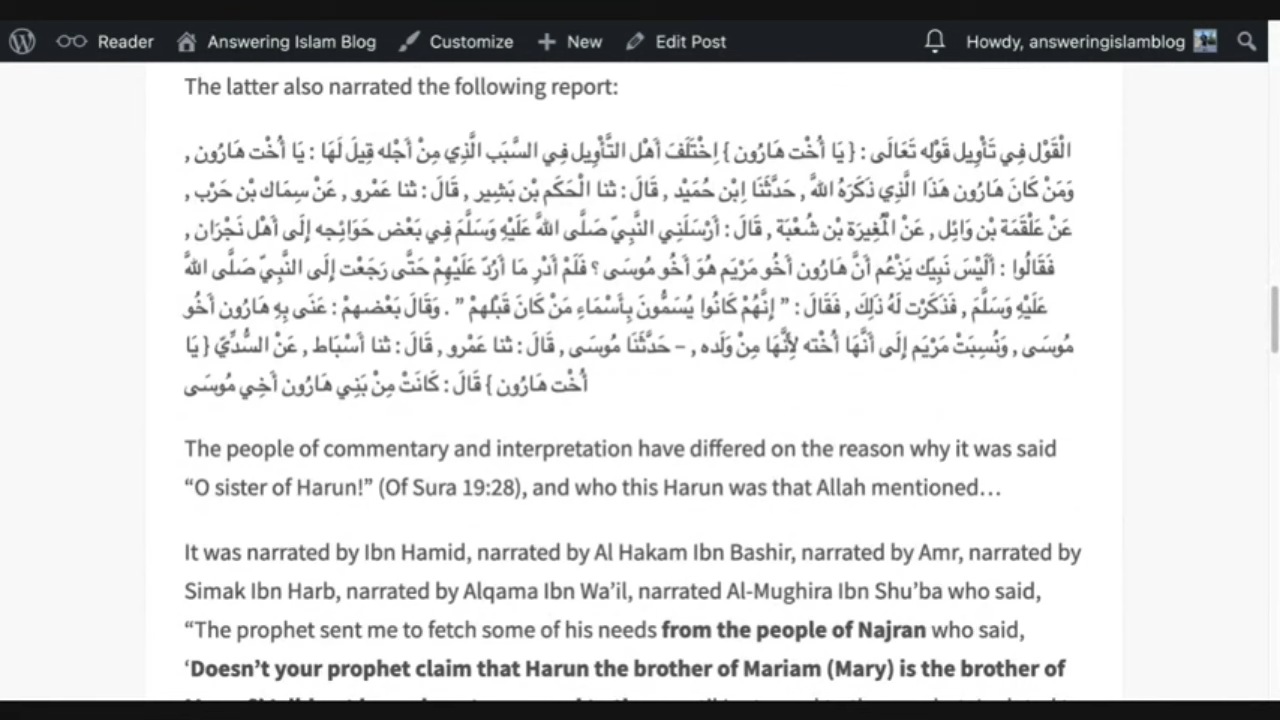 Reader Answering Islam Blog Customize New Edit Post Howdy, answeringislamblog
The latter also narrated the following report:
الْقَوْل فِي تَأْوِيل قَوْله تَعَالَى : { يَا أُخْت هَارُون } اِخْتَلَفَ أَهْل التَّأْوِيل فِي السَّبَب الَّذِي مِنْ أَجْله قِيلَ لَهَا : يَا أُخْت هَارُون ,
وَمَنْ كَانَ هَارُون هَذَا الَّذِي ذَكَرَهُ اللَّه , حَدَّثَنَا اِبْن حُمَيْد , قَالَ : ثنا الْحَكَم بْن بَشِير , قَالَ : ثنا عَمْرو , عَنْ سِمَاك بْن حَرْب ,
عَنْ عَلْقَمَة بْن وَائِل , عَنْ الْمُغِيرَة بْن شُعْبَة , قَالَ : أَرْسَلَنِي النَّبِيّ صَلَّى اللَّه عَلَيْهِ وَسَلَّمَ فِي بَعْض حَوَائِجه إِلَى أَهْل نَجْرَان ,
فَقَالُوا : أَلَيْسَ نَبِيّك يَزْعُم أَنَّ هَارُون أَخُو مَرْيَم هُوَ أَخُو مُوسَى ؟ فَلَمْ أَدْرِ مَا أَرُدّ عَلَيْهِمْ حَتَّى رَجَعْت إِلَى النَّبِيّ صَلَّى اللَّه
عَلَيْهِ وَسَلَّمَ , فَذَكَرْت لَهُ ذَلِكَ , فَقَالَ : ” إِنَّهُمْ كَانُوا يُسَمُّونَ بِأَسْمَاءِ مَنْ كَانَ قَبْلهمْ ” . وَقَالَ بَعْضهمْ : عَنَى بِهِ هَارُون أَخُو
مُوسَى , وَنُسِبَتْ مَرْيَم إِلَى أَنَّهَا أُخْته لِأَنَّهَا مِنْ وَلَده , – حَدَّثَنَا مُوسَى , قَالَ : ثنا عَمْرو , قَالَ : ثنا أَسْبَاط , عَنْ السُّدِّيّ { يَا
أُخْت هَارُون } قَالَ : كَانَتْ مِنْ بَنِي هَارُون أَخِي مُوسَى
The people of commentary and interpretation have differed on the reason why it was said
“O sister of Harun!” (Of Sura 19:28), and who this Harun was that Allah mentioned…
It was narrated by Ibn Hamid, narrated by Al Hakam Ibn Bashir, narrated by Amr, narrated by
Simak Ibn Harb, narrated by Alqama Ibn Wa’il, narrated Al-Mughira Ibn Shu’ba who said,
“The prophet sent me to fetch some of his needs from the people of Najran who said,
‘Doesn’t your prophet claim that Harun the brother of Mariam (Mary) is the brother of